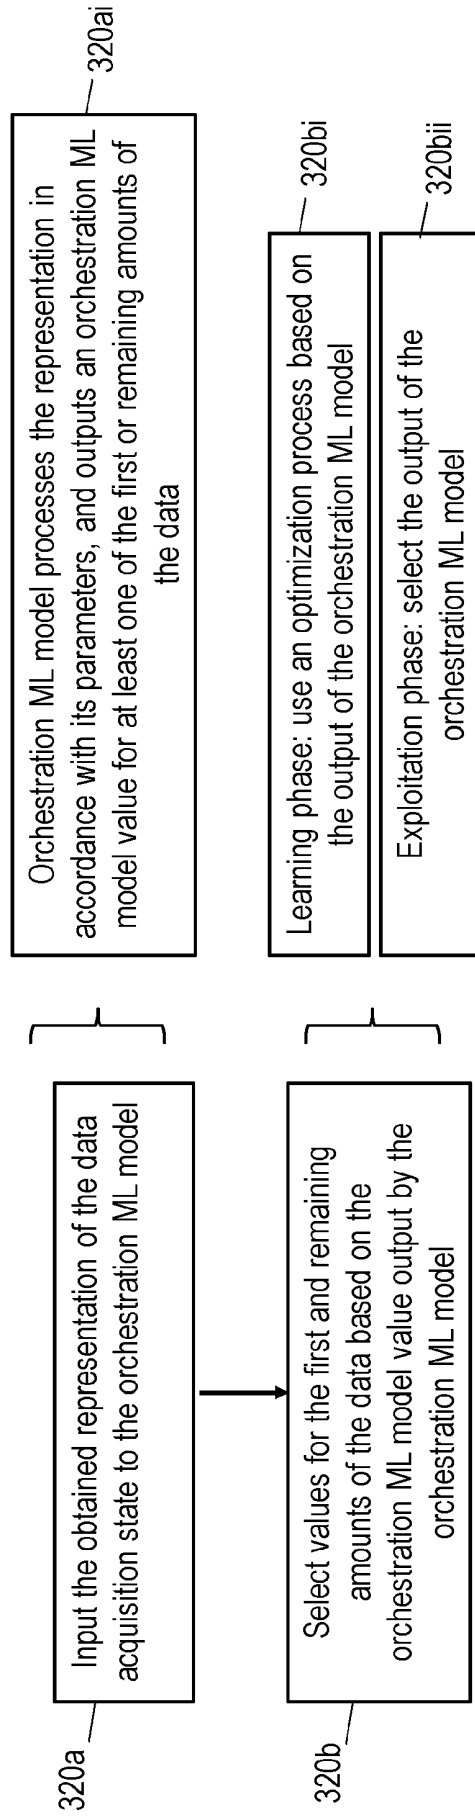 320a
Input the obtained representation of the data
acquisition state to the orchestration ML model
Orchestration ML model processes the representation in
accordance with its parameters, and outputs an orchestration ML
model value for at least one of the first or remaining amounts of
the data
320ai
320b
Select values for the first and remaining
amounts of the data based on the
orchestration ML model value output by the
orchestration ML model
Learning phase: use an optimization process based on
the output of the orchestration ML model
320bi
Exploitation phase: select the output of the
orchestration ML model
320bii